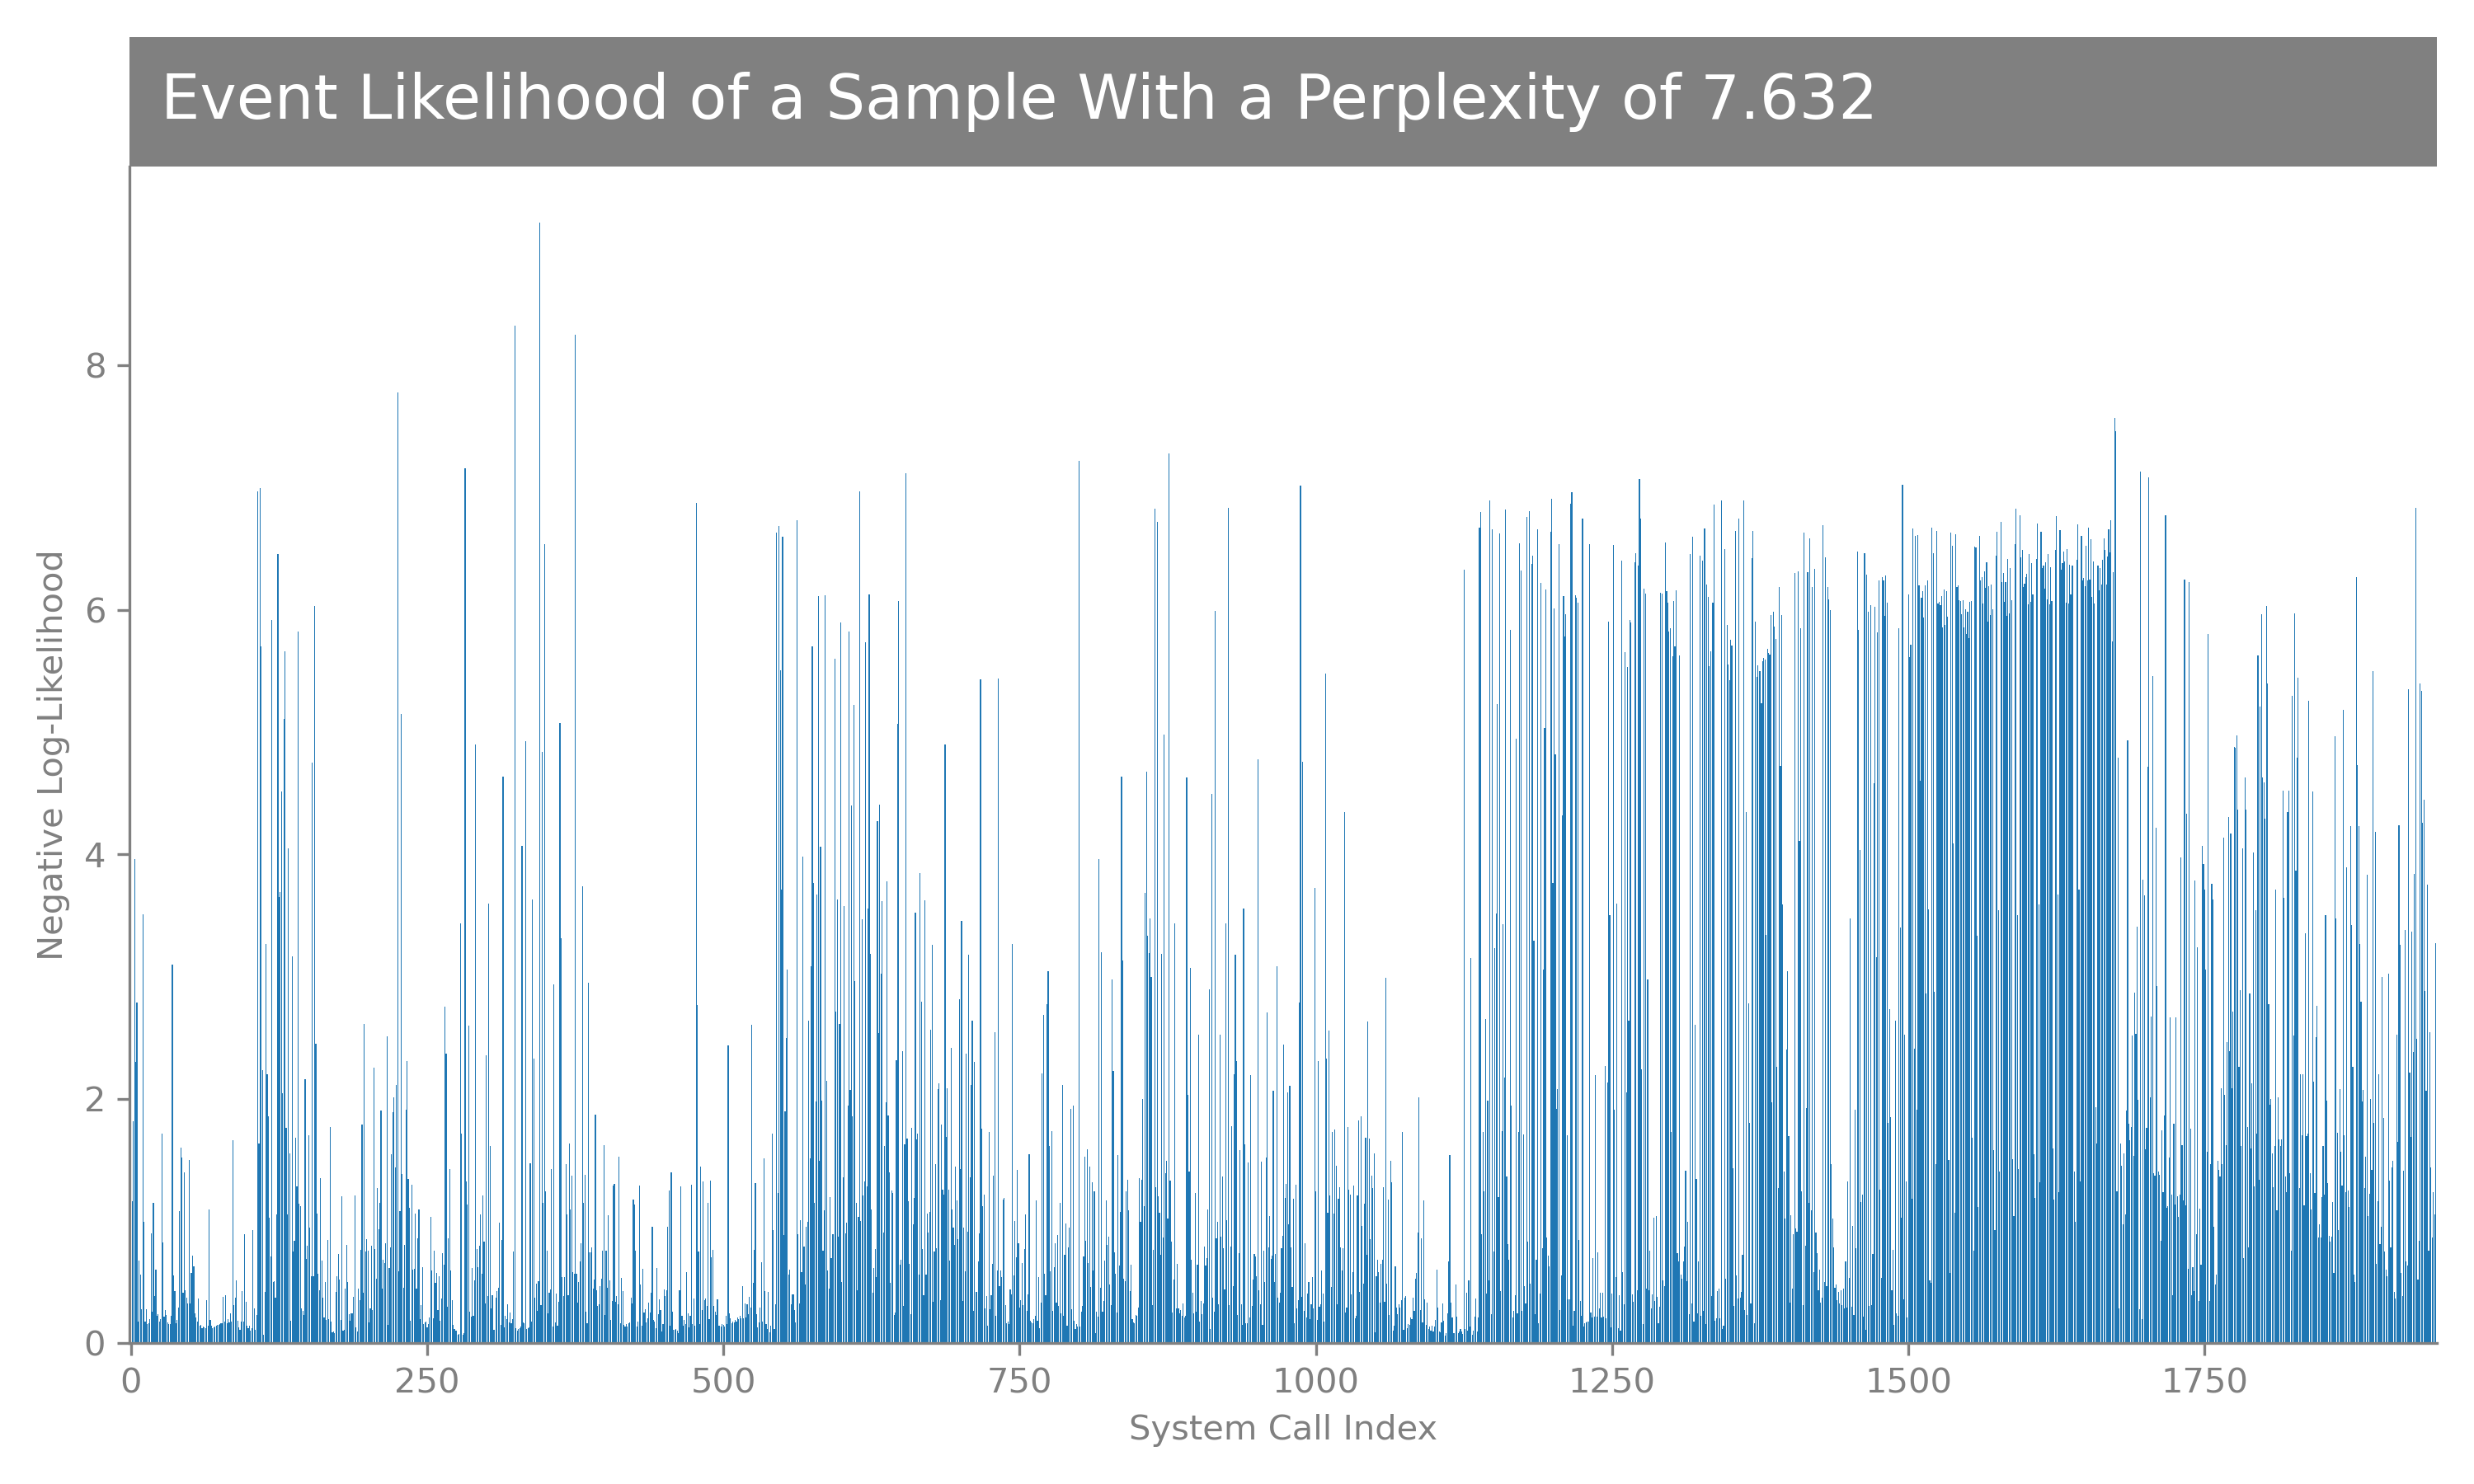 Event Likelihood of a Sample With a Perplexity of 7.632
Negative Log-Likelihood
8
6
4
2
0
0 250 500 750 1000 1250 1500 1750
System Call Index